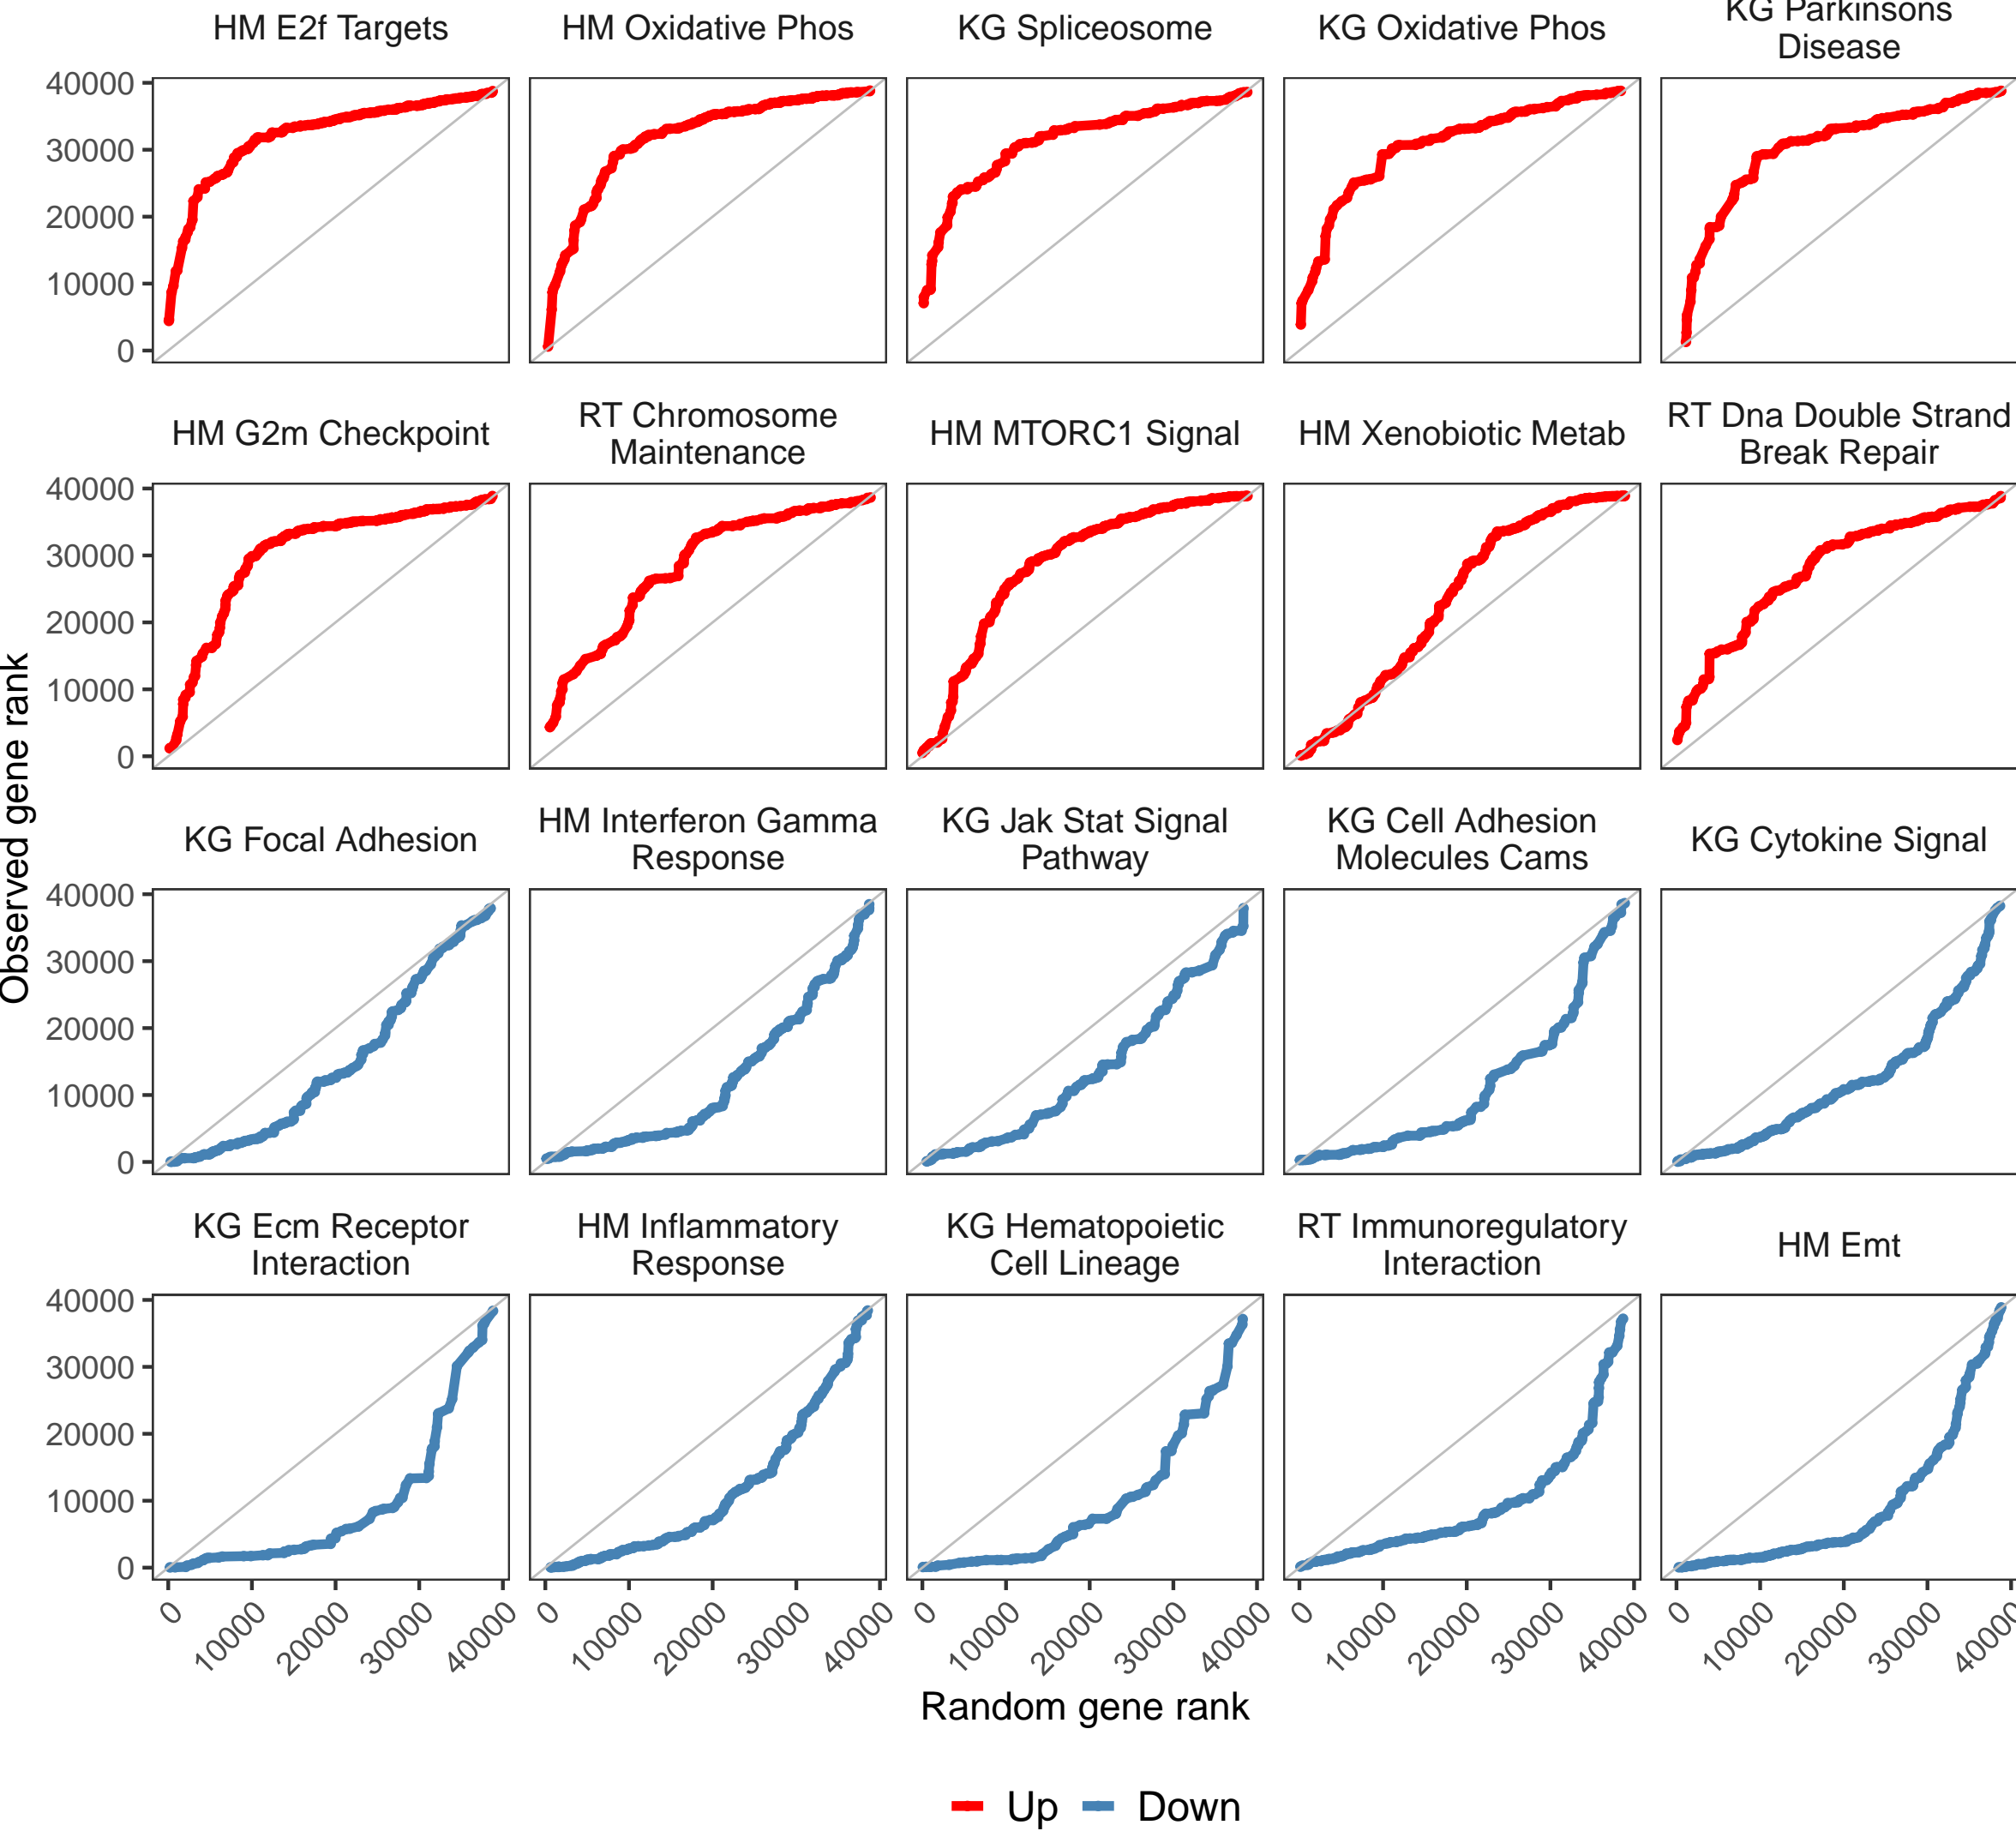 HM E2f Targets
HM Oxidative Phos
KG Spliceosome
KG Oxidative Phos
KG Parkinsons
Disease
40000
30000
20000
10000
0
HM G2m Checkpoint
RT Chromosome
Maintenance
HM MTORC1 Signal
HM Xenobiotic Metab
RT Dna Double Strand
Break Repair
40000
30000
20000
10000
0
Observed gene rank
KG Focal Adhesion
HM Interferon Gamma
Response
KG Jak Stat Signal
Pathway
KG Cell Adhesion
Molecules Cams
KG Cytokine Signal
40000
30000
20000
10000
0
KG Ecm Receptor
Interaction
HM Inflammatory
Response
KG Hematopoietic
Cell Lineage
RT Immunoregulatory
Interaction
HM Emt
40000
30000
20000
10000
0
0 10000 20000 30000 40000
0 10000 20000 30000 40000
0 10000 20000 30000 40000
0 10000 20000 30000 40000
0 10000 20000 30000 40000
Random gene rank
Up Down